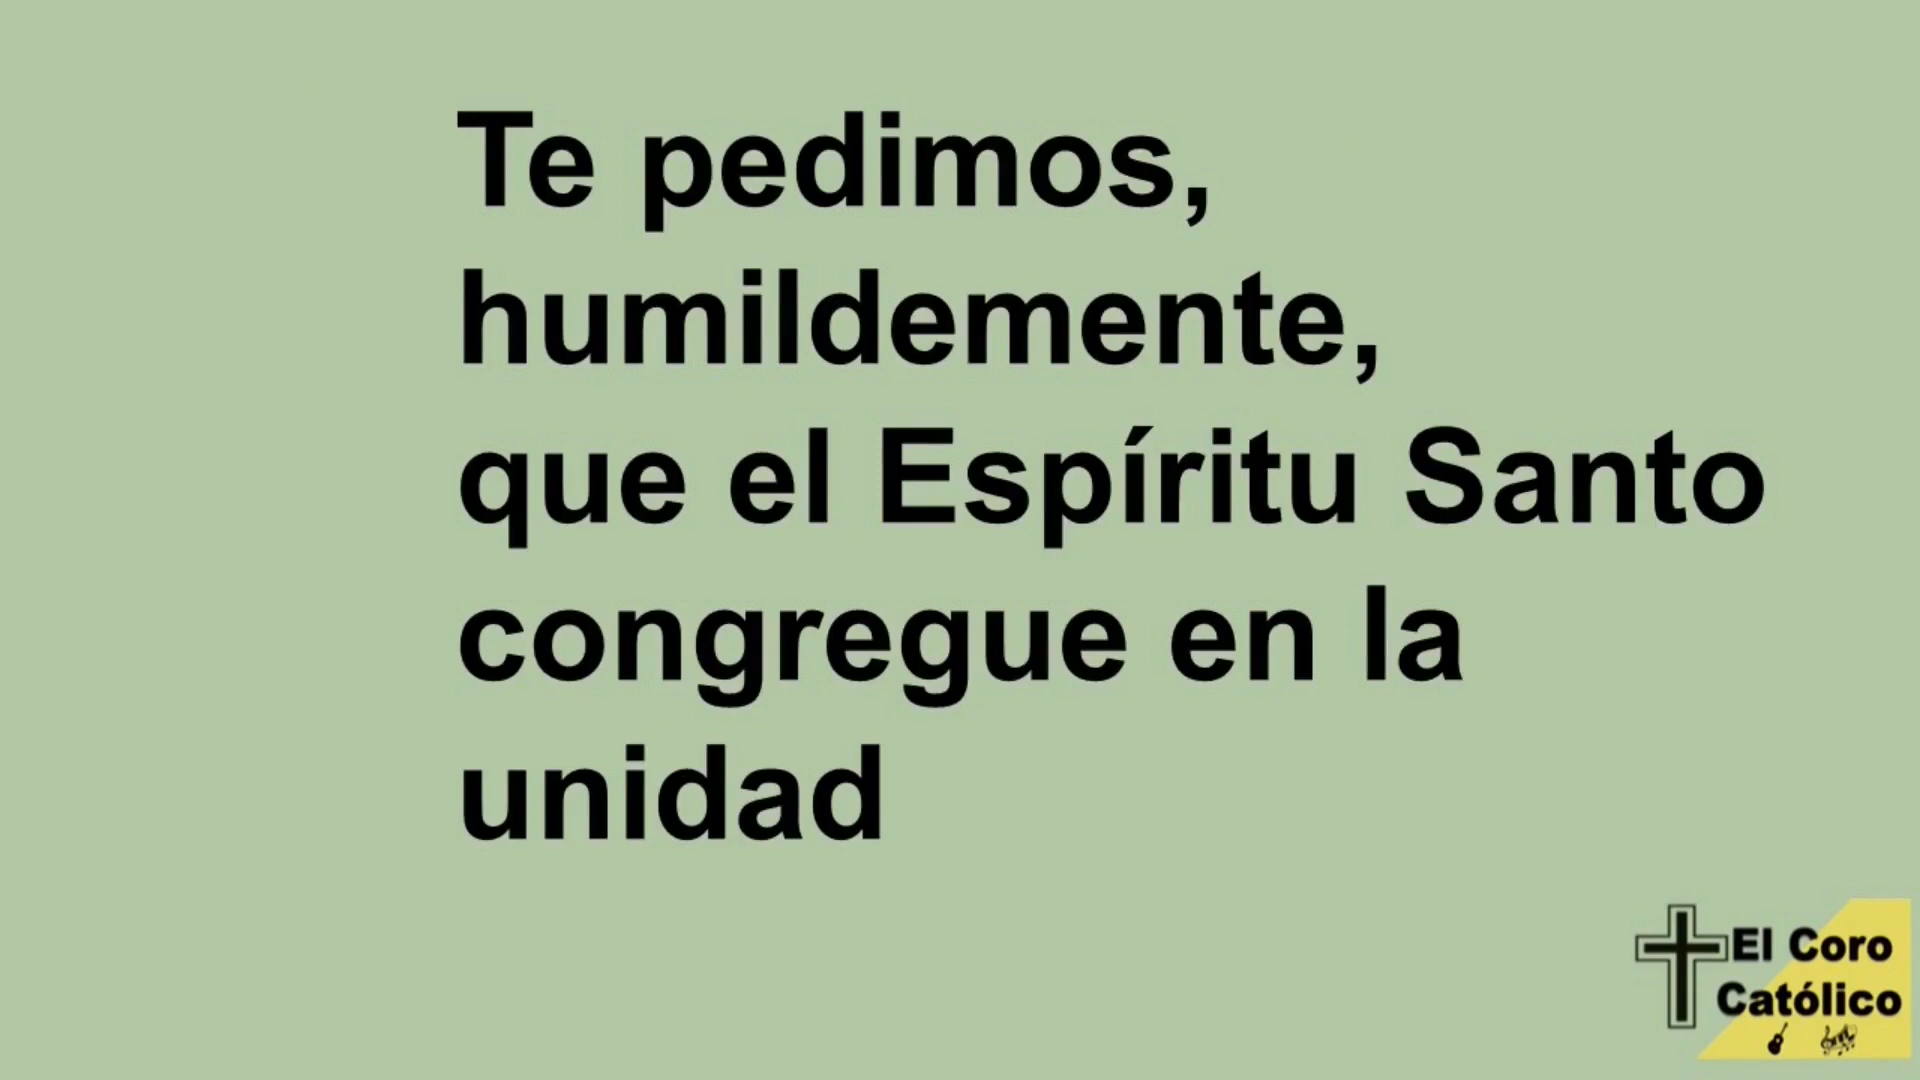 Te pedimos,
humildemente,
que el Espíritu Santo
congregue en la
unidad
El Coro
Católico